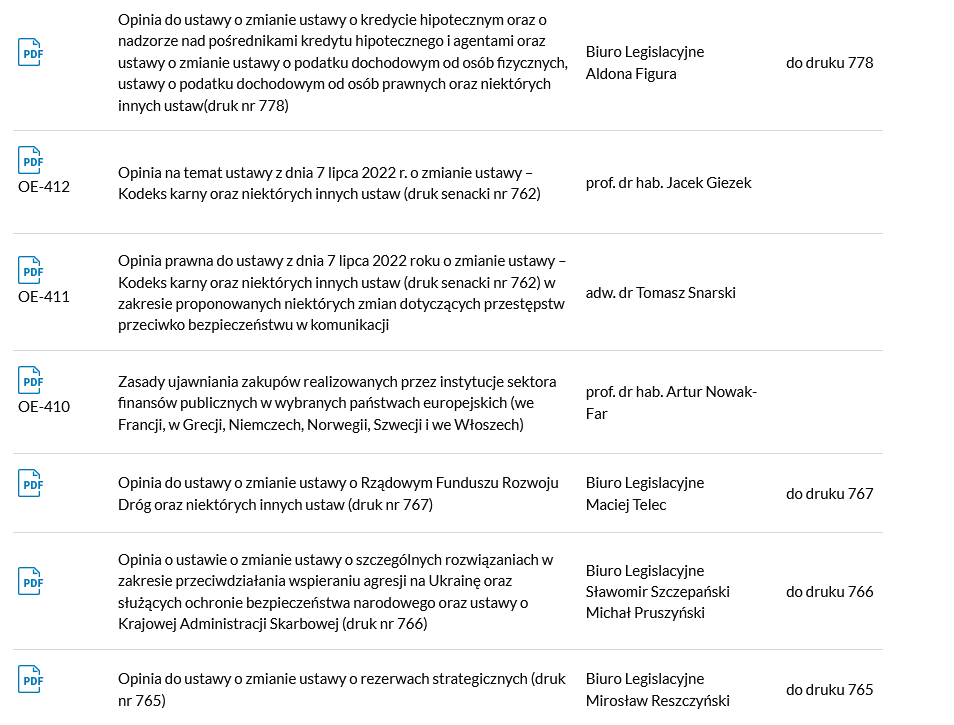 PDF
Opinia do ustawy o zmianie ustawy o kredycie hipotecznym oraz o
nadzorze nad pośrednikami kredytu hipotecznego i agentami oraz
ustawy o zmianie ustawy o podatku dochodowym od osób fizycznych,
ustawy o podatku dochodowym od osób prawnych oraz niektórych
innych ustaw(druk nr 778)
Biuro Legislacyjne
Aldona Figura
do druku 778
PDF
OE-412
Opinia na temat ustawy z dnia 7 lipca 2022 r. o zmianie ustawy –
Kodeks karny oraz niektórych innych ustaw (druk senacki nr 762)
prof. dr hab. Jacek Giezek
PDF
OE-411
Opinia prawna do ustawy z dnia 7 lipca 2022 roku o zmianie ustawy –
Kodeks karny oraz niektórych innych ustaw (druk senacki nr 762) w
zakresie proponowanych niektórych zmian dotyczących przestępstw
przeciwko bezpieczeństwu w komunikacji
adw. dr Tomasz Snarski
PDF
OE-410
Zasady ujawniania zakupów realizowanych przez instytucje sektora
finansów publicznych w wybranych państwach europejskich (we
Francji, w Grecji, Niemczech, Norwegii, Szwecji i we Włoszech)
prof. dr hab. Artur Nowak-
Far
PDF
Opinia do ustawy o zmianie ustawy o Rządowym Funduszu Rozwoju
Dróg oraz niektórych innych ustaw (druk nr 767)
Biuro Legislacyjne
Maciej Telec
do druku 767
PDF
Opinia o ustawie o zmianie ustawy o szczególnych rozwiązaniach w
zakresie przeciwdziałania wspieraniu agresji na Ukrainę oraz
służących ochronie bezpieczeństwa narodowego oraz ustawy o
Krajowej Administracji Skarbowej (druk nr 766)
Biuro Legislacyjne
Sławomir Szczepański
Michał Pruszyński
do druku 766
PDF
Opinia do ustawy o zmianie ustawy o rezerwach strategicznych (druk
nr 765)
Biuro Legislacyjne
Mirosław Reszczyński
do druku 765